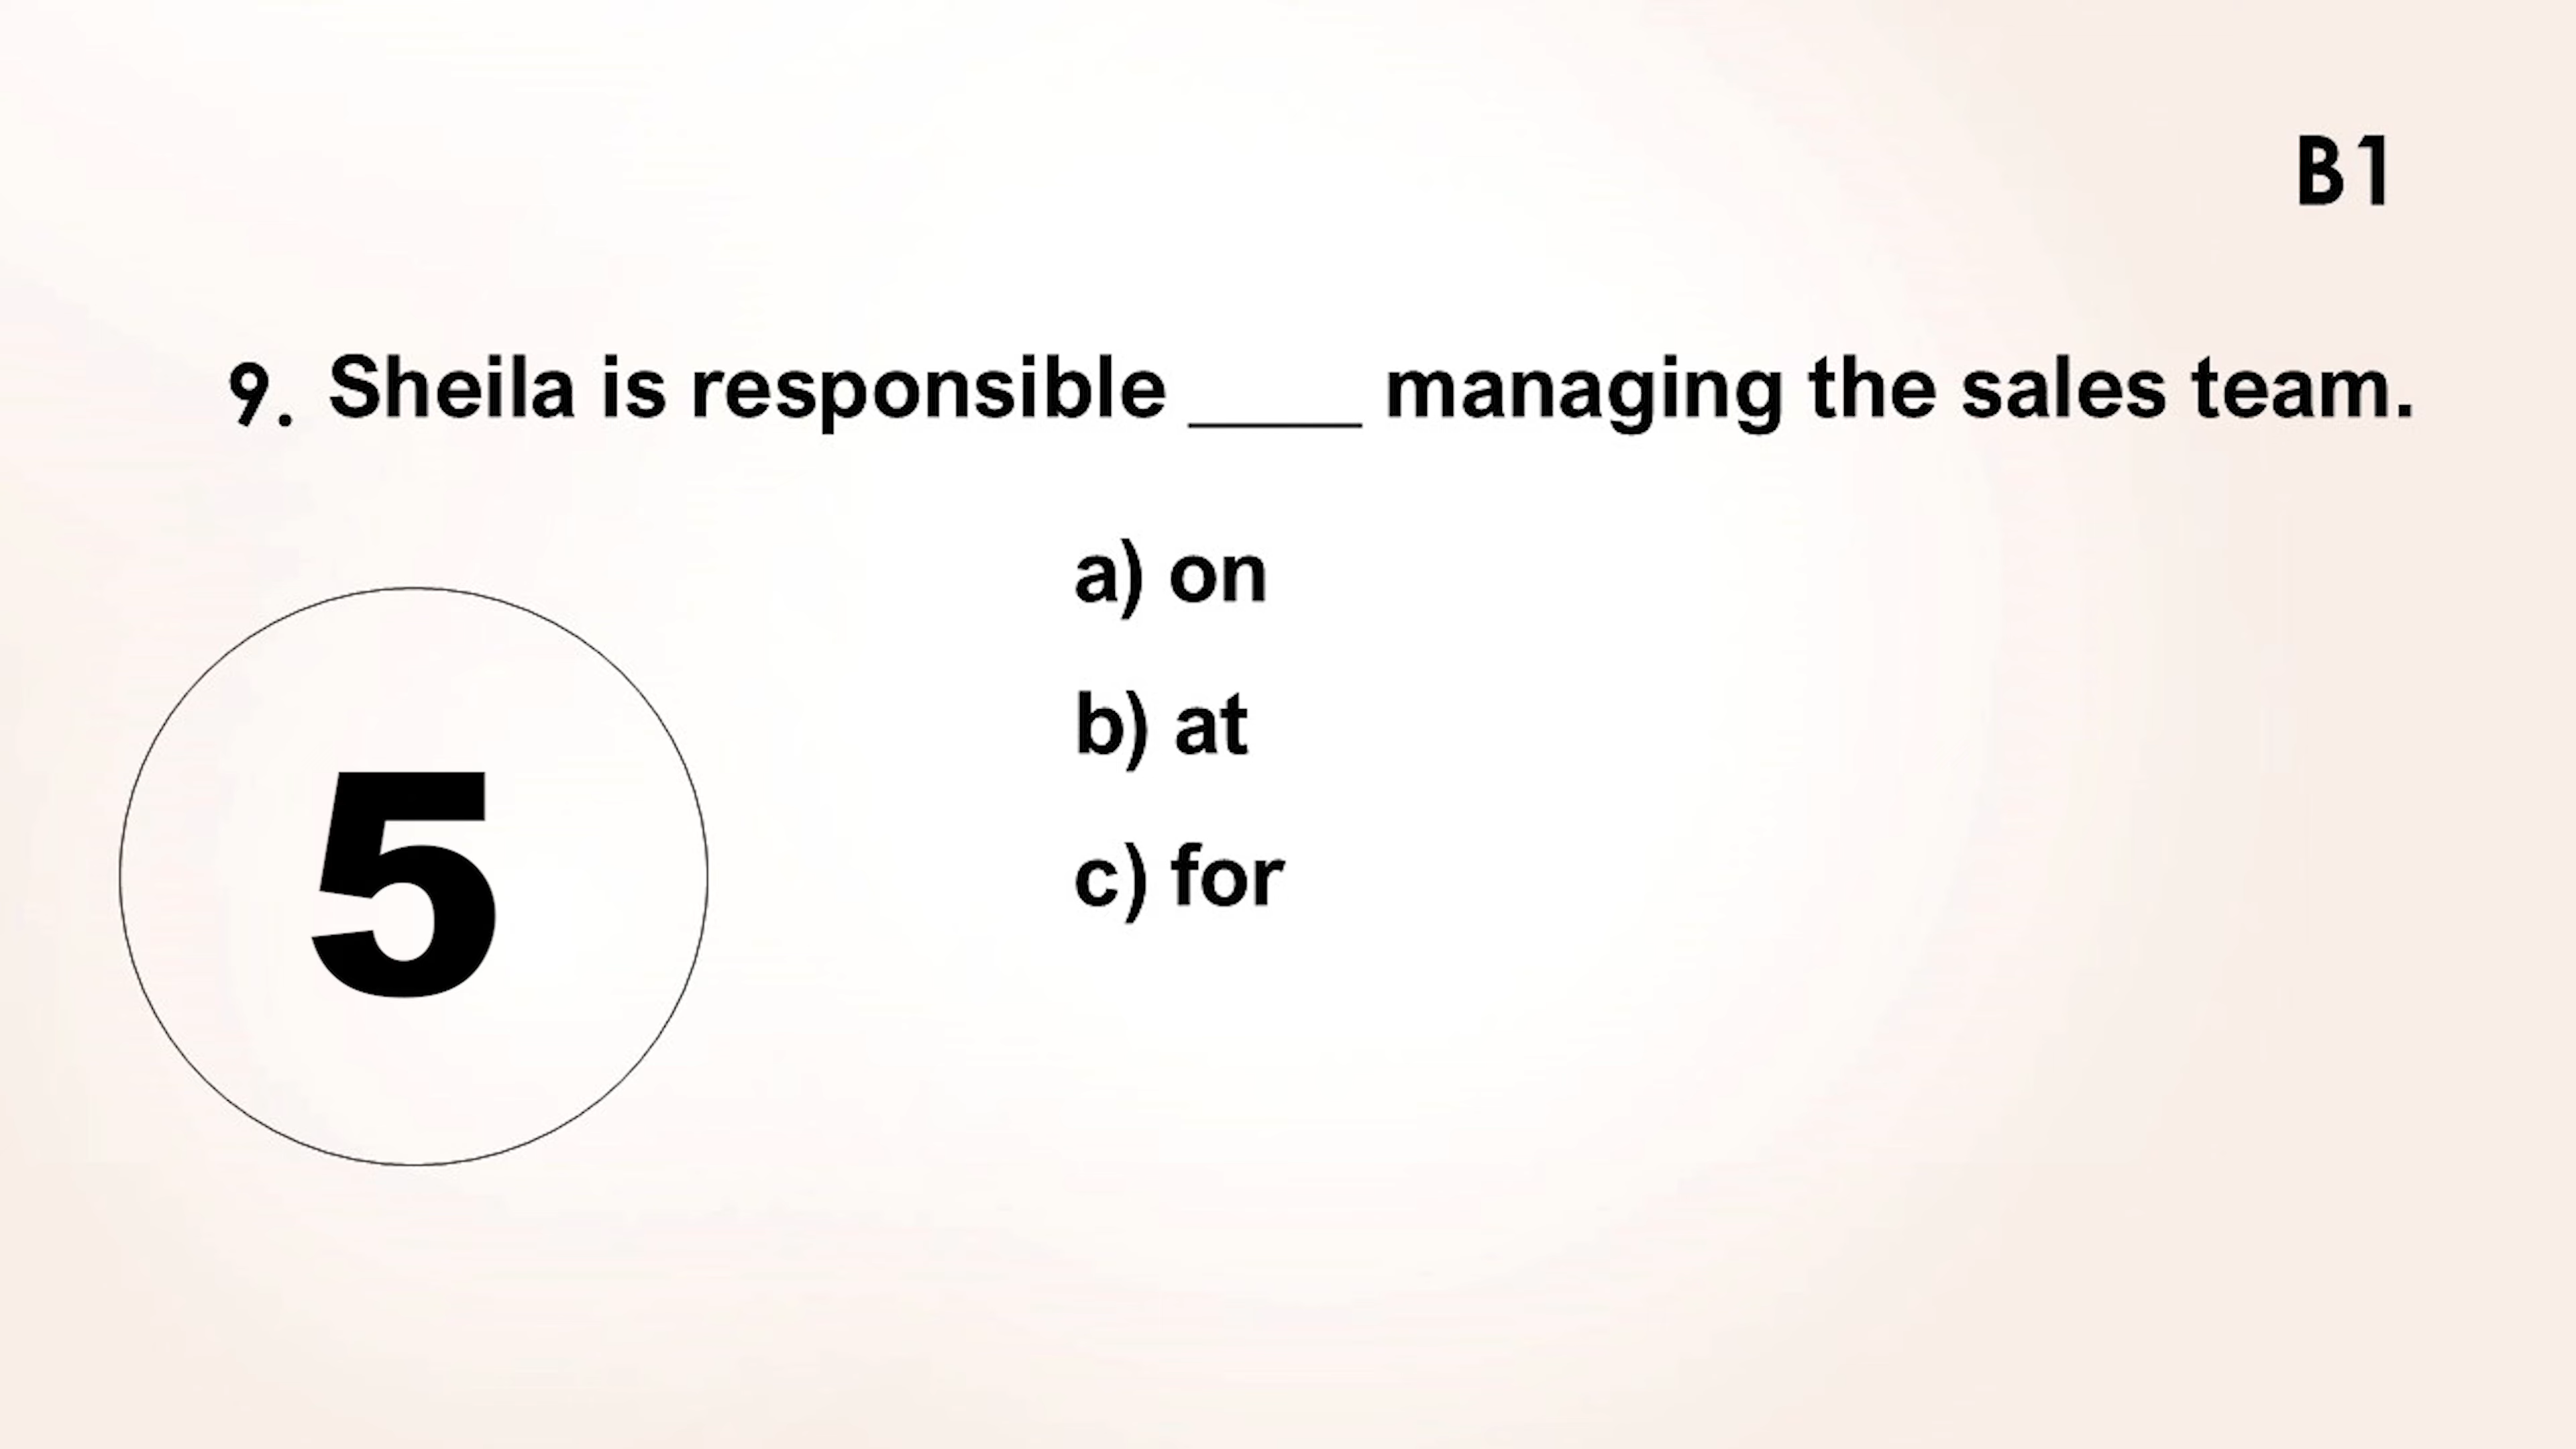 B1
9. Sheila is responsible ____ managing the sales team.
a) on
b) at
c) for
5